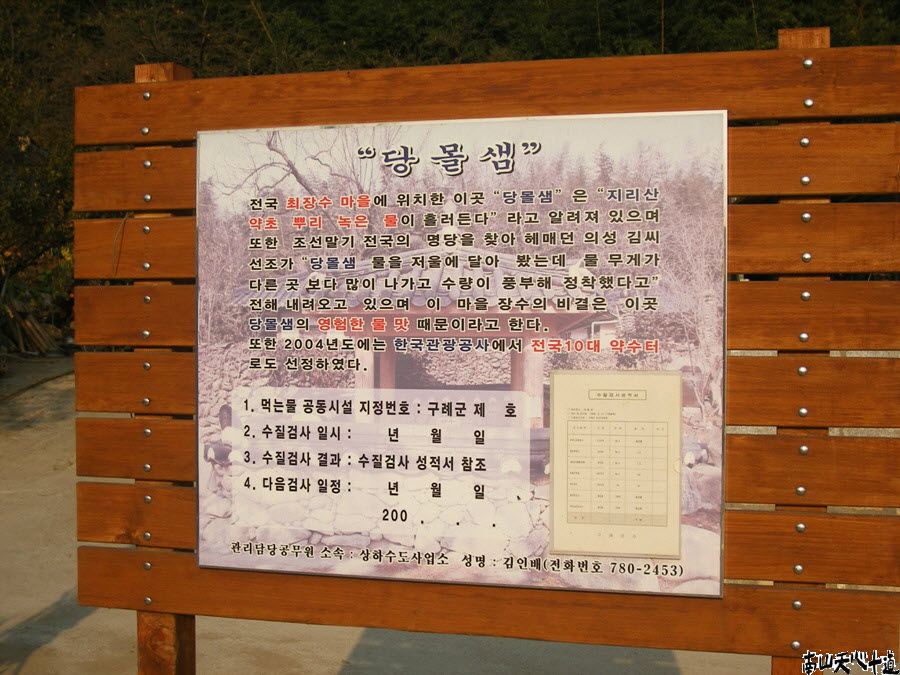 “당 몰 샘”
전국 최장수 마을에 위치한 이곳 “당몰샘” 은 “지리산
약초 뿌리 녹은 물이 흘러든다” 라고 알려져 있으며
또한 조선말기 전국의 명당을 찾아 헤매던 의성 김씨
선조가 “당몰샘 물을 저울에 달아 봤는데 물 무게가
다른 곳 보다 많이 나가고 수량이 풍부해 정착했다고”
전해 내려오고 있으며 이 마을 장수의 비결은 이곳
당몰샘의 영험한 물 맛 때문이라고 한다.
또한 2004년도에는 한국관광공사에서 전국10대 약수터
로도 선정하였다.
1. 먹는물 공동시설 지정번호 : 구례군 제 호
2. 수질검사 일시 : 년 월 일
3. 수질검사 결과 : 수질검사 성적서 참조
4. 다음검사 일정 : 년 월 일
200 . . .
수질검사성적서
관리담당공무원 소속 : 상하수도사업소 성명 : 김인배(전화번호 780-2453)
南山天心十道